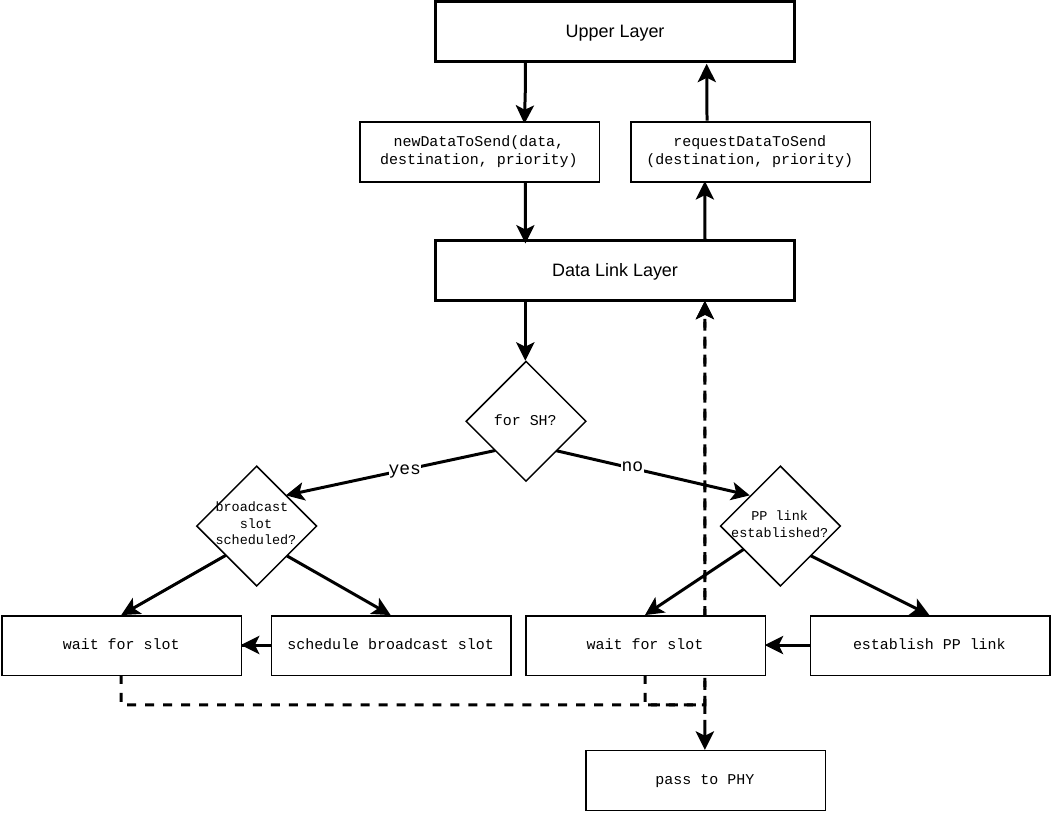 Upper Layer
newDataToSend(data,
destination, priority)
requestDataToSend
(destination, priority)
Data Link Layer
for SH?
yes
no
broadcast
slot
scheduled?
PP link
established?
wait for slot
schedule broadcast slot
wait for slot
establish PP link
pass to PHY